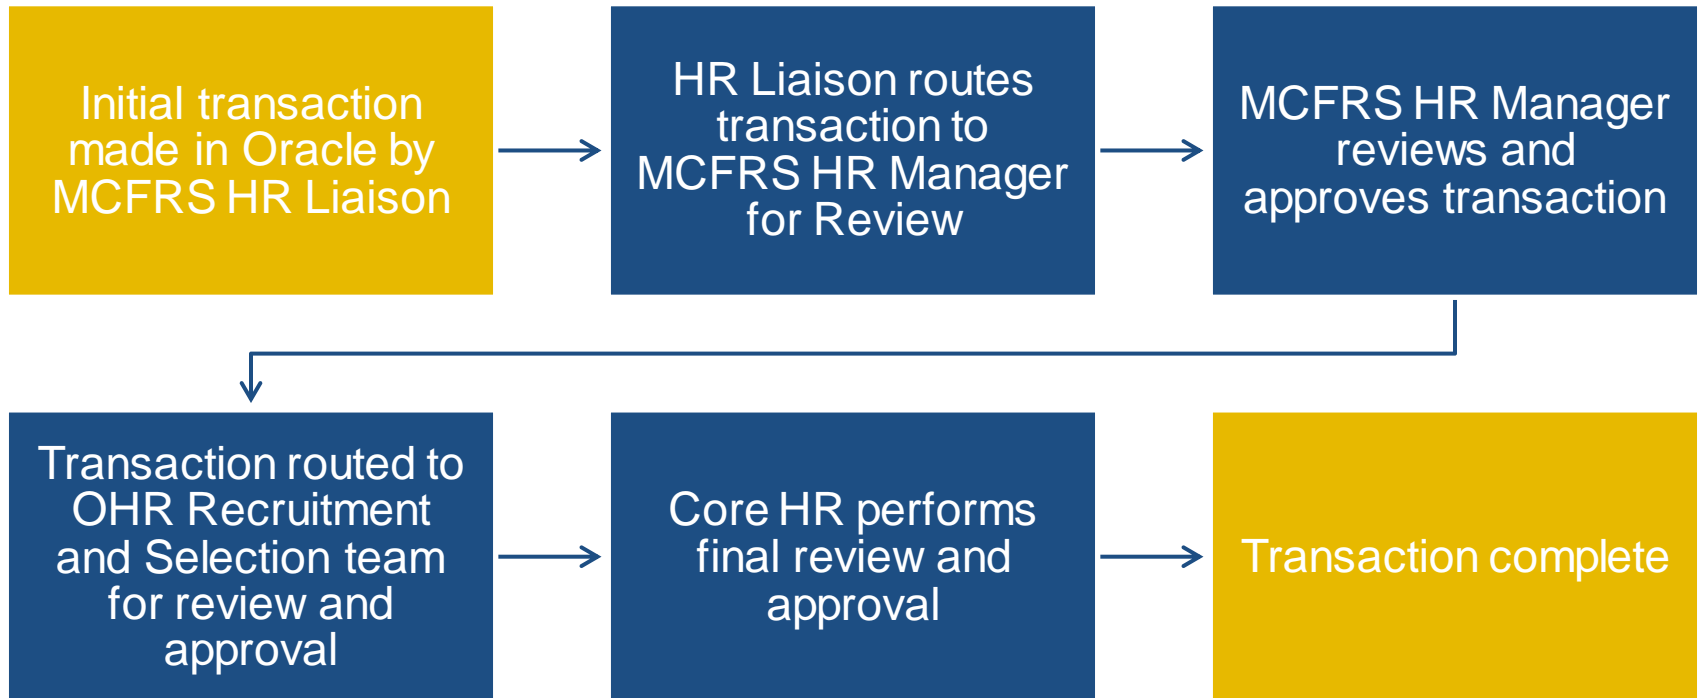 Initial transaction
made in Oracle by
MCFRS HR Liaison
HR Liaison routes
transaction to
MCFRS HR Manager
for Review
MCFRS HR Manager
reviews and
approves transaction
Transaction routed to
OHR Recruitment
and Selection team
for review and
approval
Core HR performs
final review and
approval
Transaction complete